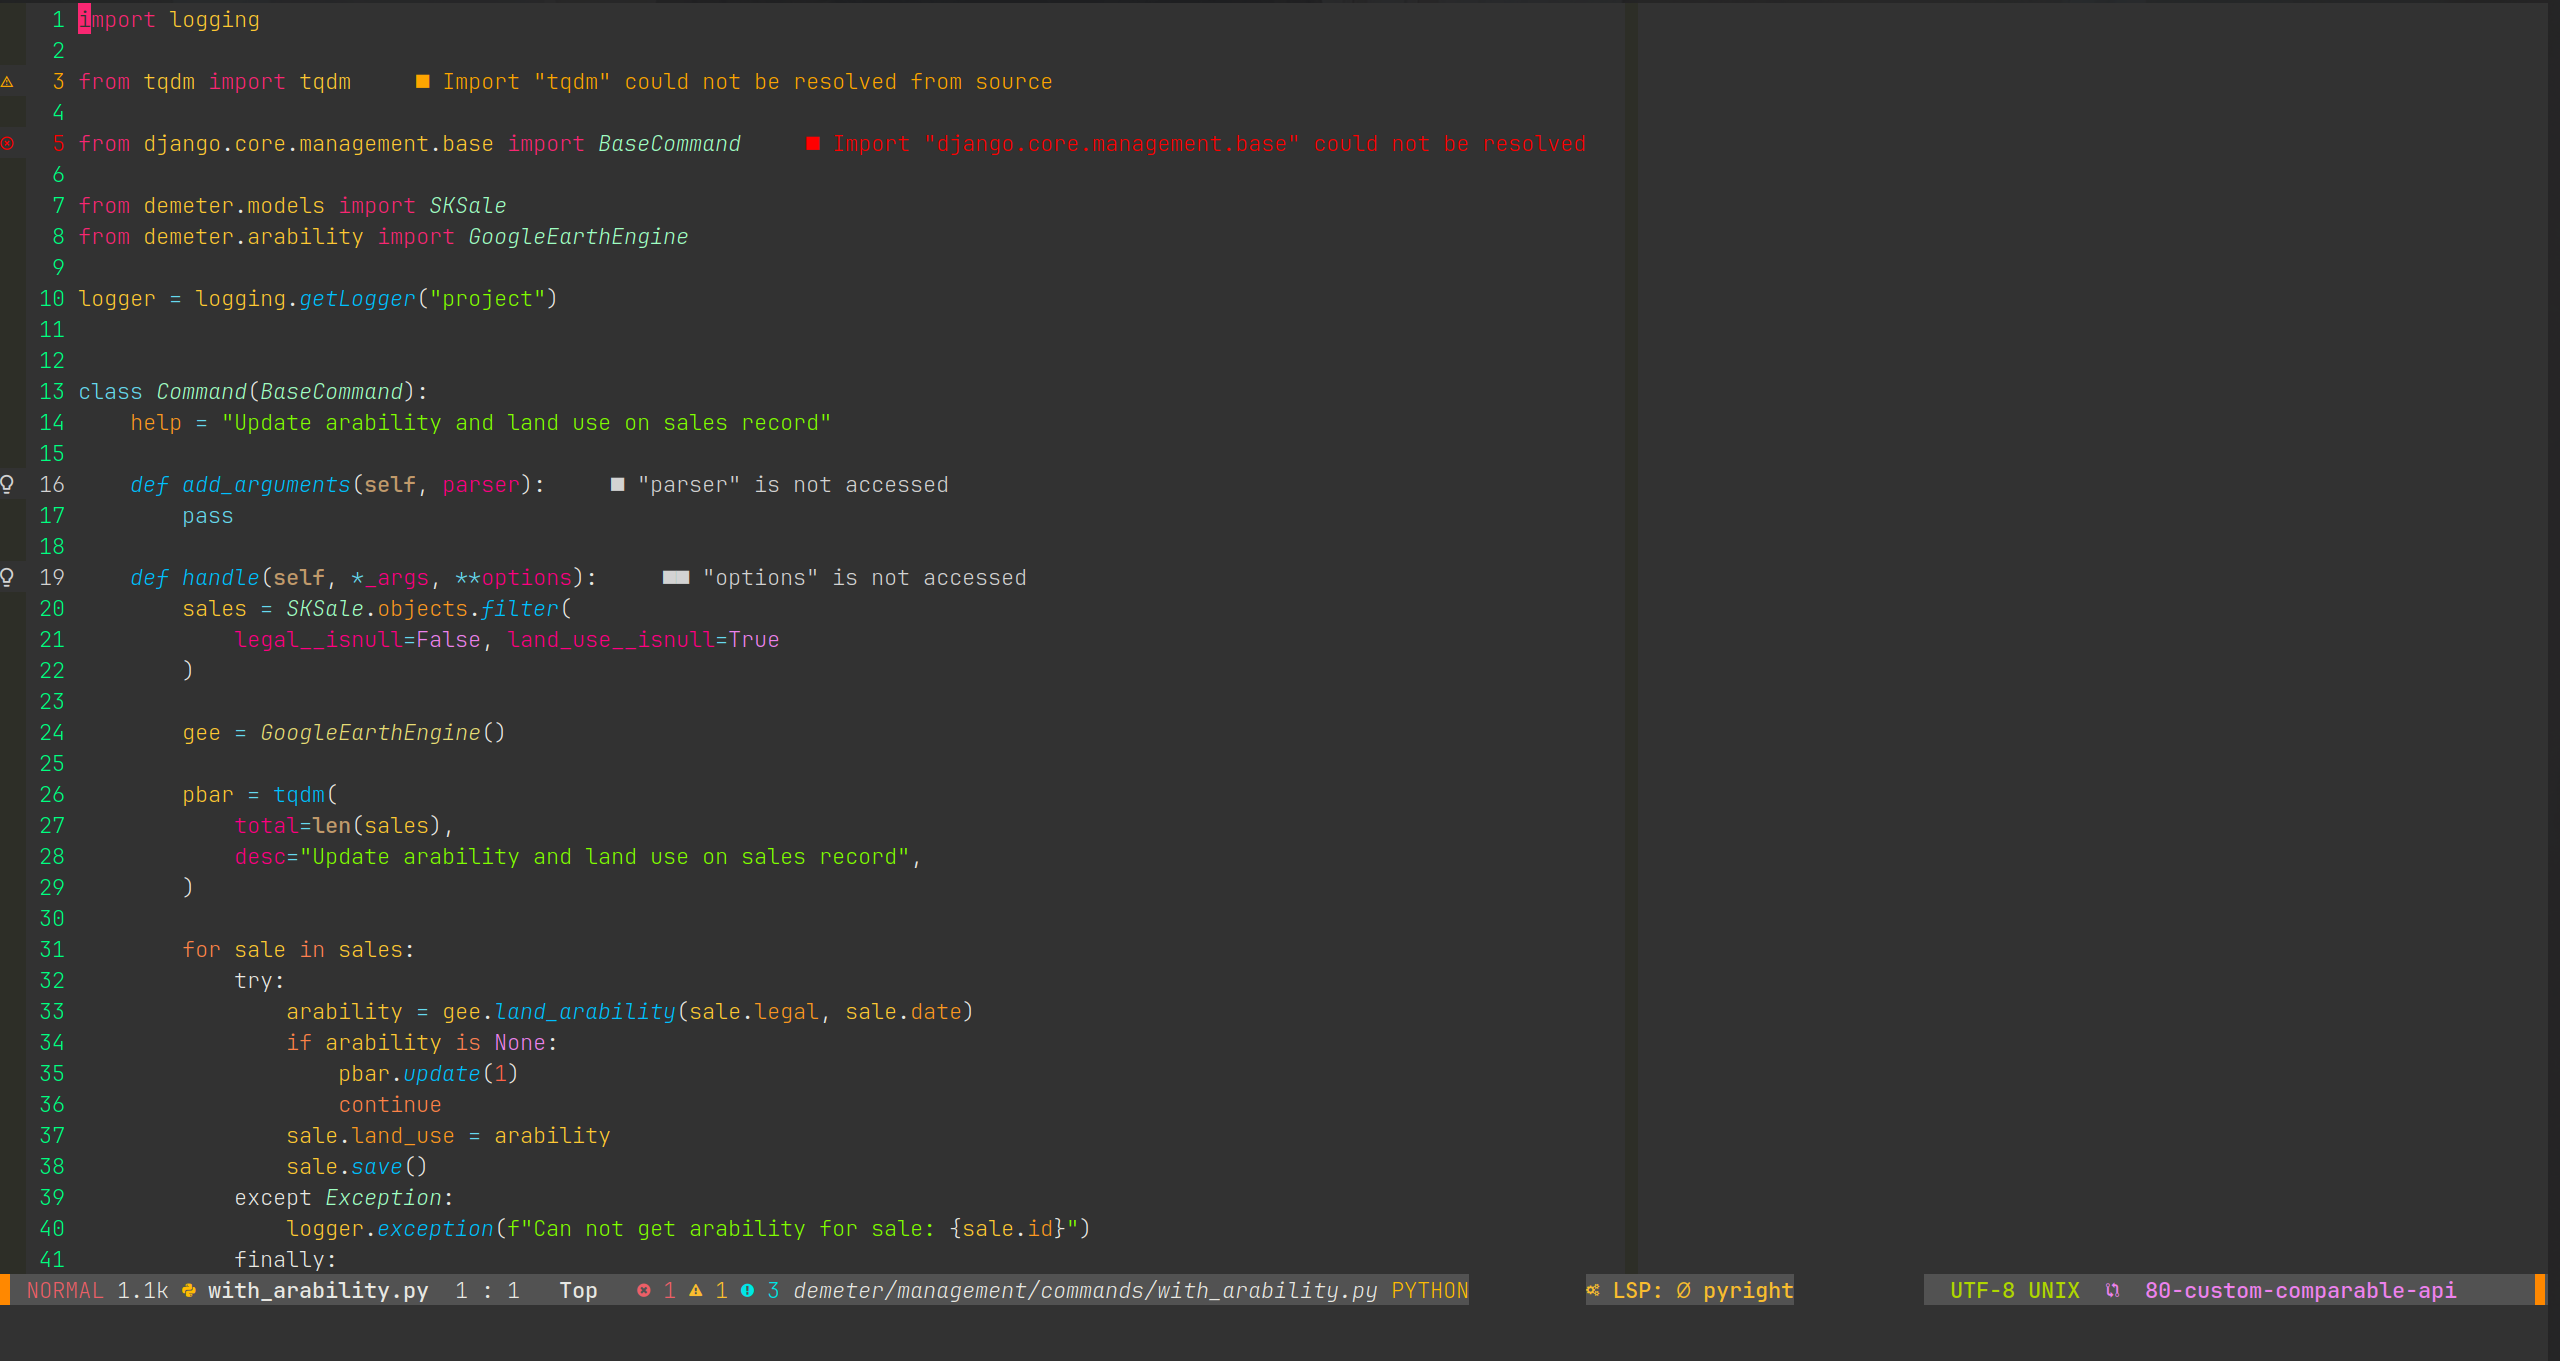 1 import logging
2
3 from tqdm import tqdm     ■ Import "tqdm" could not be resolved from source
4
5 from django.core.management.base import BaseCommand     ■ Import "django.core.management.base" could not be resolved
6
7 from demeter.models import SKSale
8 from demeter.arability import GoogleEarthEngine
9
10 logger = logging.getLogger("project")
11
12
13 class Command(BaseCommand):
14     help = "Update arability and land use on sales record"
15
16     def add_arguments(self, parser):     ■ "parser" is not accessed
17         pass
18
19     def handle(self, *_args, **options):     ■■ "options" is not accessed
20         sales = SKSale.objects.filter(
21             legal__isnull=False, land_use__isnull=True
22         )
23
24         gee = GoogleEarthEngine()
25
26         pbar = tqdm(
27             total=len(sales),
28             desc="Update arability and land use on sales record",
29         )
30
31         for sale in sales:
32             try:
33                 arability = gee.land_arability(sale.legal, sale.date)
34                 if arability is None:
35                     pbar.update(1)
36                     continue
37                 sale.land_use = arability
38                 sale.save()
39             except Exception:
40                 logger.exception(f"Can not get arability for sale: {sale.id}")
41             finally:
NORMAL 1.1k with_arability.py 1 : 1 Top 1 1 3 demeter/management/commands/with_arability.py PYTHON LSP: Ø pyright UTF-8 UNIX 80-custom-comparable-api